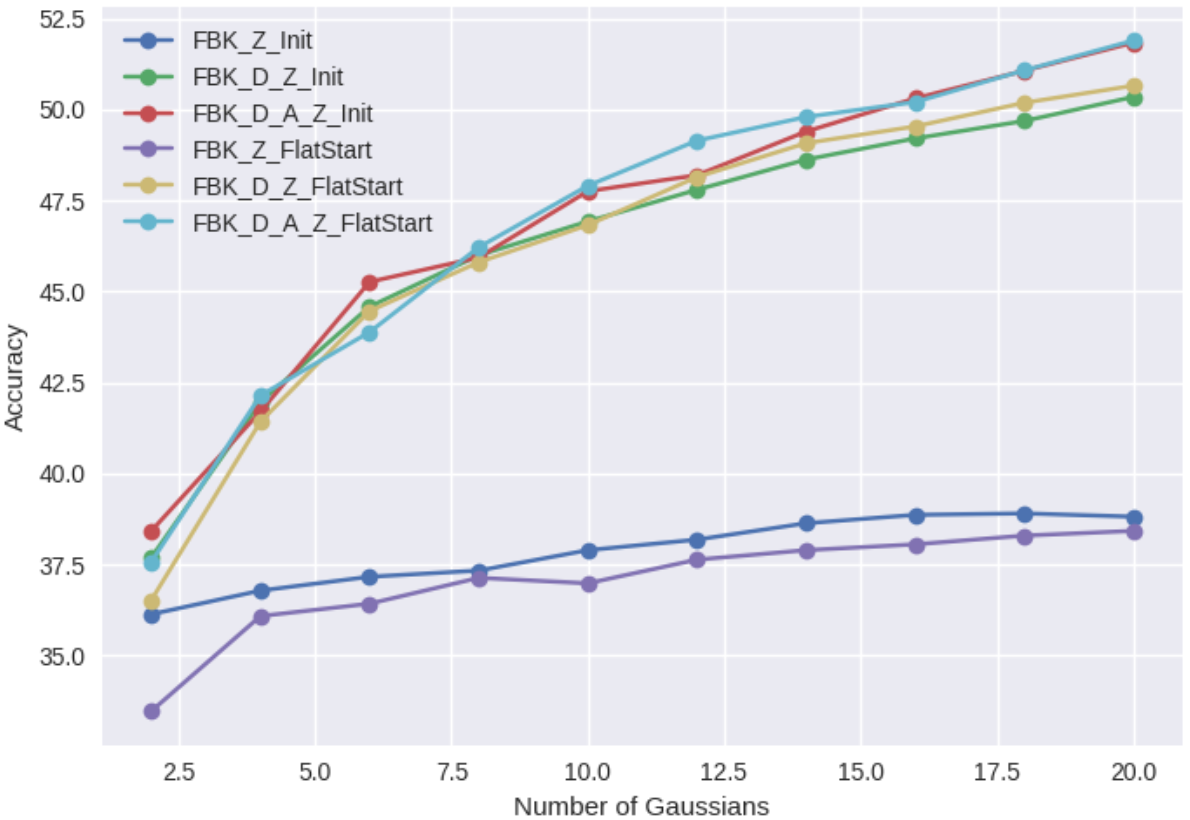 52.5
50.0
47.5
45.0
42.5
40.0
37.5
35.0
Accuracy
FBK_Z_Init
FBK_D_Z_Init
FBK_D_A_Z_Init
FBK_Z_FlatStart
FBK_D_Z_FlatStart
FBK_D_A_Z_FlatStart
2.5 5.0 7.5 10.0 12.5 15.0 17.5 20.0
Number of Gaussians